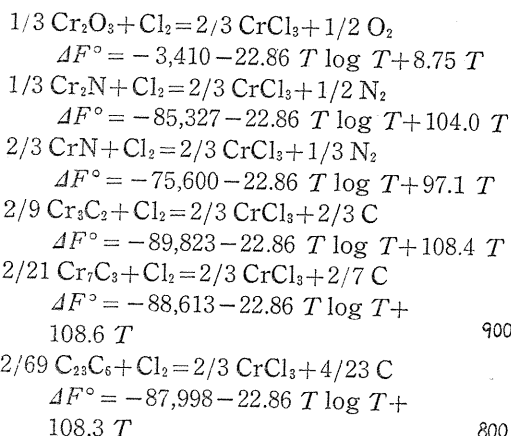 1/3 Cr₂O₃+Cl₂=2/3 CrCl₃+1/2 O₂
ΔF°=−3,410−22.86 T log T+8.75 T
1/3 Cr₂N+Cl₂=2/3 CrCl₃+1/2 N₂
ΔF°=−85,327−22.86 T log T+104.0 T
2/3 CrN+Cl₂=2/3 CrCl₃+1/3 N₂
ΔF°=−75,600−22.86 T log T+97.1 T
2/9 Cr₃C₂+Cl₂=2/3 CrCl₃+2/3 C
ΔF°=−89,823−22.86 T log T+108.4 T
2/21 Cr₇C₃+Cl₂=2/3 CrCl₃+2/7 C
ΔF°=−88,613−22.86 T log T+
108.6 T
900
2/69 C₂₃C₆+Cl₂=2/3 CrCl₃+4/23 C
ΔF°=−87,998−22.86 T log T+
108.3 T
800